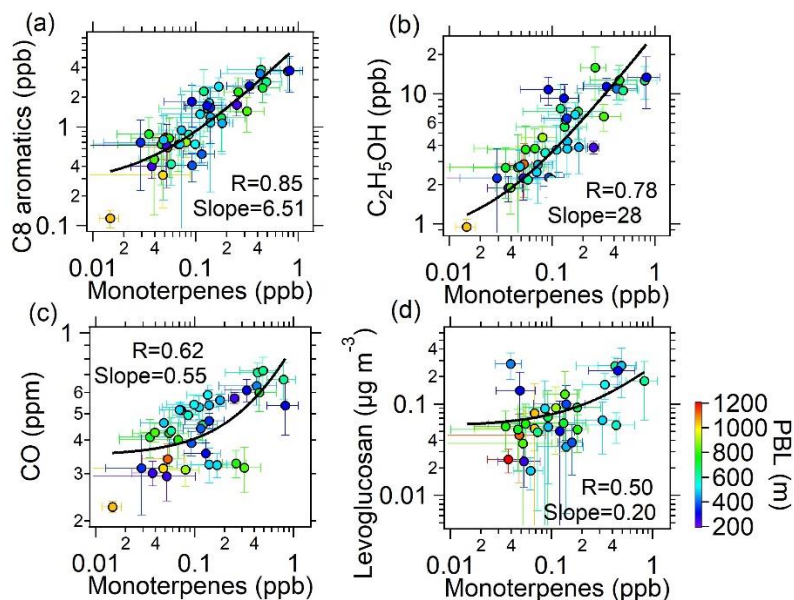 (a)
C8 aromatics (ppb)
4
2
1
4
2
0.1
R=0.85
Slope=6.51
0.01
2
4
0.1
2
4
1
Monoterpenes (ppb)
(b)
C₂H₅OH (ppb)
2
10
6
4
2
1
R=0.78
Slope=28
0.01
2
4
0.1
2
4
1
Monoterpenes (ppb)
(c)
CO (ppm)
1
6
5
4
3
2
R=0.62
Slope=0.55
0.01
2
4
0.1
2
4
1
Monoterpenes (ppb)
(d)
Levoglucosan (µg m⁻³)
4
2
0.1
4
2
0.01
R=0.50
Slope=0.20
0.01
2
4
0.1
2
4
1
Monoterpenes (ppb)
1200
1000
800
600
400
200
PBL (m)